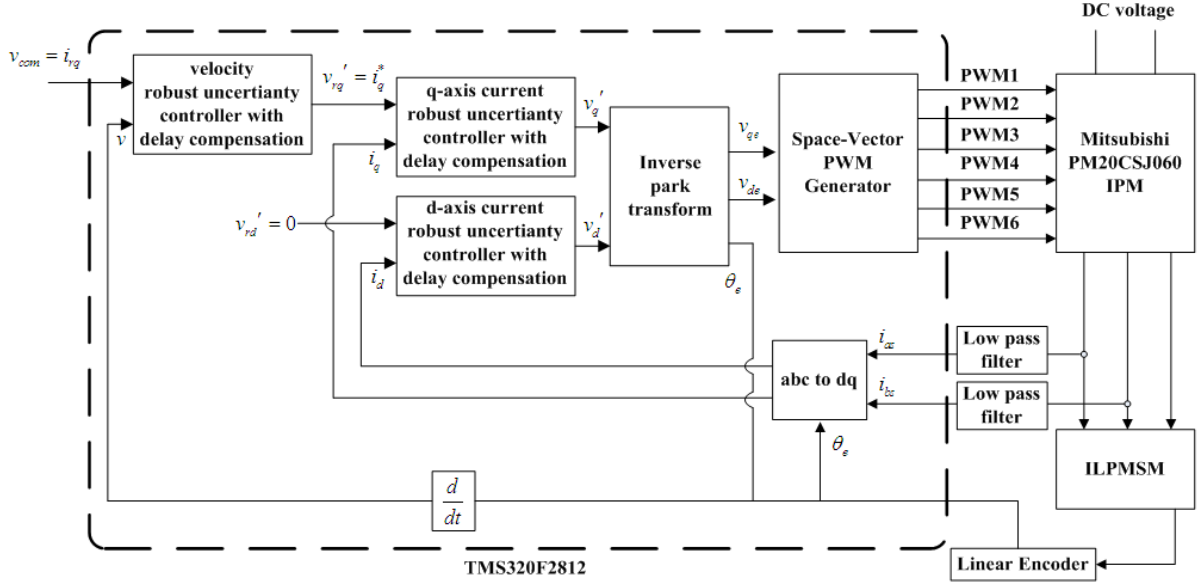 DC voltage
v_com = i_rq
velocity
robust uncertianty
controller with
delay compensation
v
v_rq' = i_q^*
q-axis current
robust uncertianty
controller with
delay compensation
i_q
v_q'
v_rd' = 0
d-axis current
robust uncertianty
controller with
delay compensation
i_d
v_d'
Inverse
park
transform
v_qs
v_ds
θ_e
Space-Vector
PWM
Generator
PWM1
PWM2
PWM3
PWM4
PWM5
PWM6
Mitsubishi
PM20CSJ060
IPM
i_as
Low pass
filter
abc to dq
i_bs
Low pass
filter
θ_e
ILPMSM
d
dt
Linear Encoder
TMS320F2812